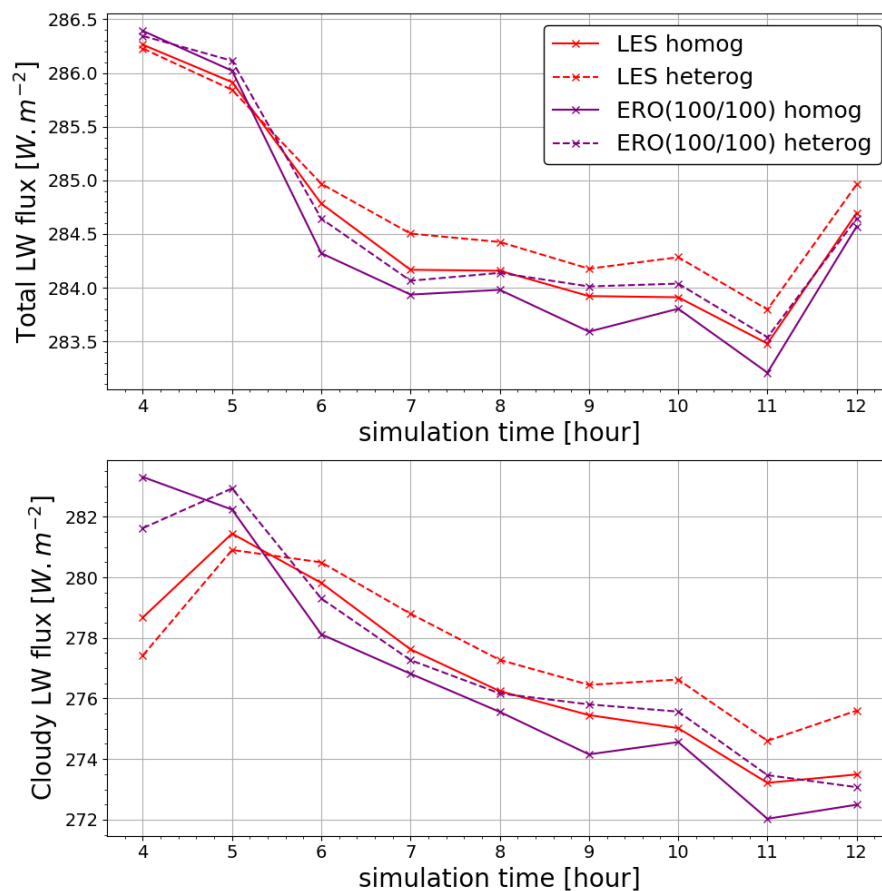 286.5
286.0
285.5
285.0
284.5
284.0
283.5
Total LW flux [W.m⁻²]
LES homog
LES heterog
ERO(100/100) homog
ERO(100/100) heterog
4 5 6 7 8 9 10 11 12
simulation time [hour]
282
280
278
276
274
272
Cloudy LW flux [W.m⁻²]
4 5 6 7 8 9 10 11 12
simulation time [hour]